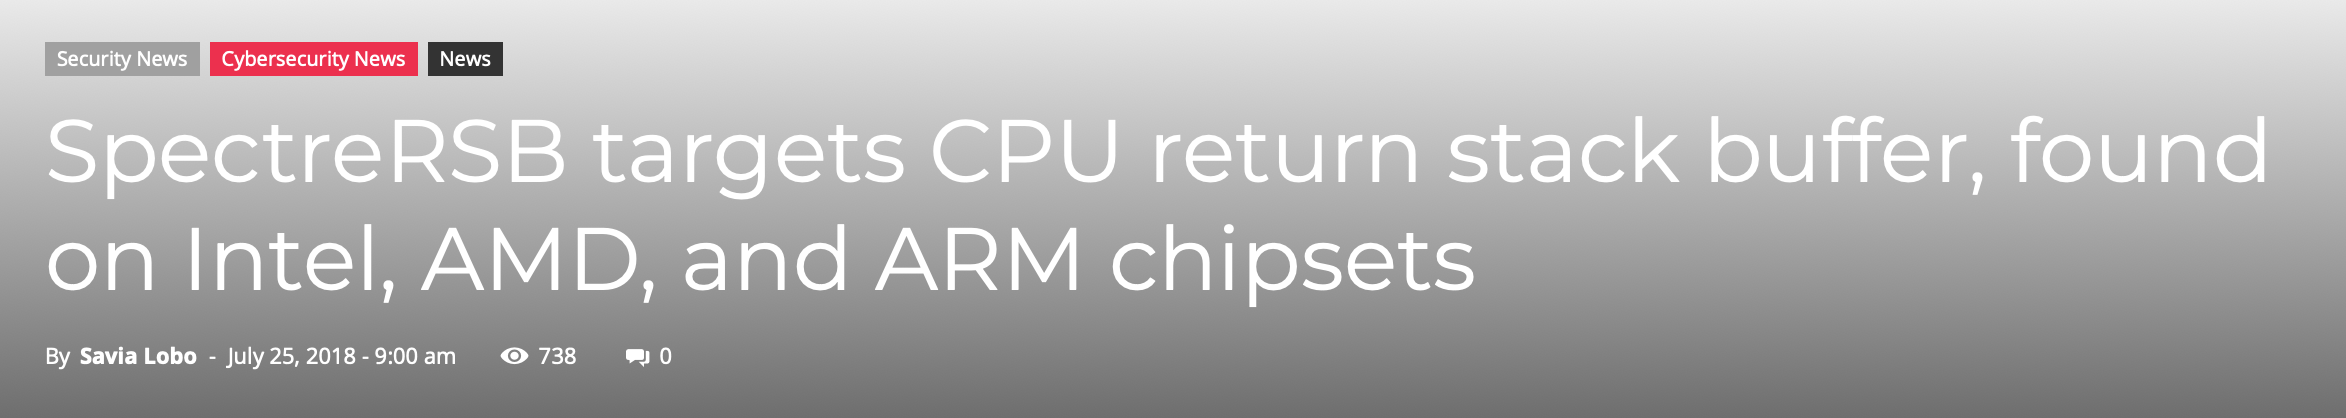 Security News Cybersecurity News News
SpectreRSB targets CPU return stack buffer, found
on Intel, AMD, and ARM chipsets
By Savia Lobo - July 25, 2018 - 9:00 am 738 0